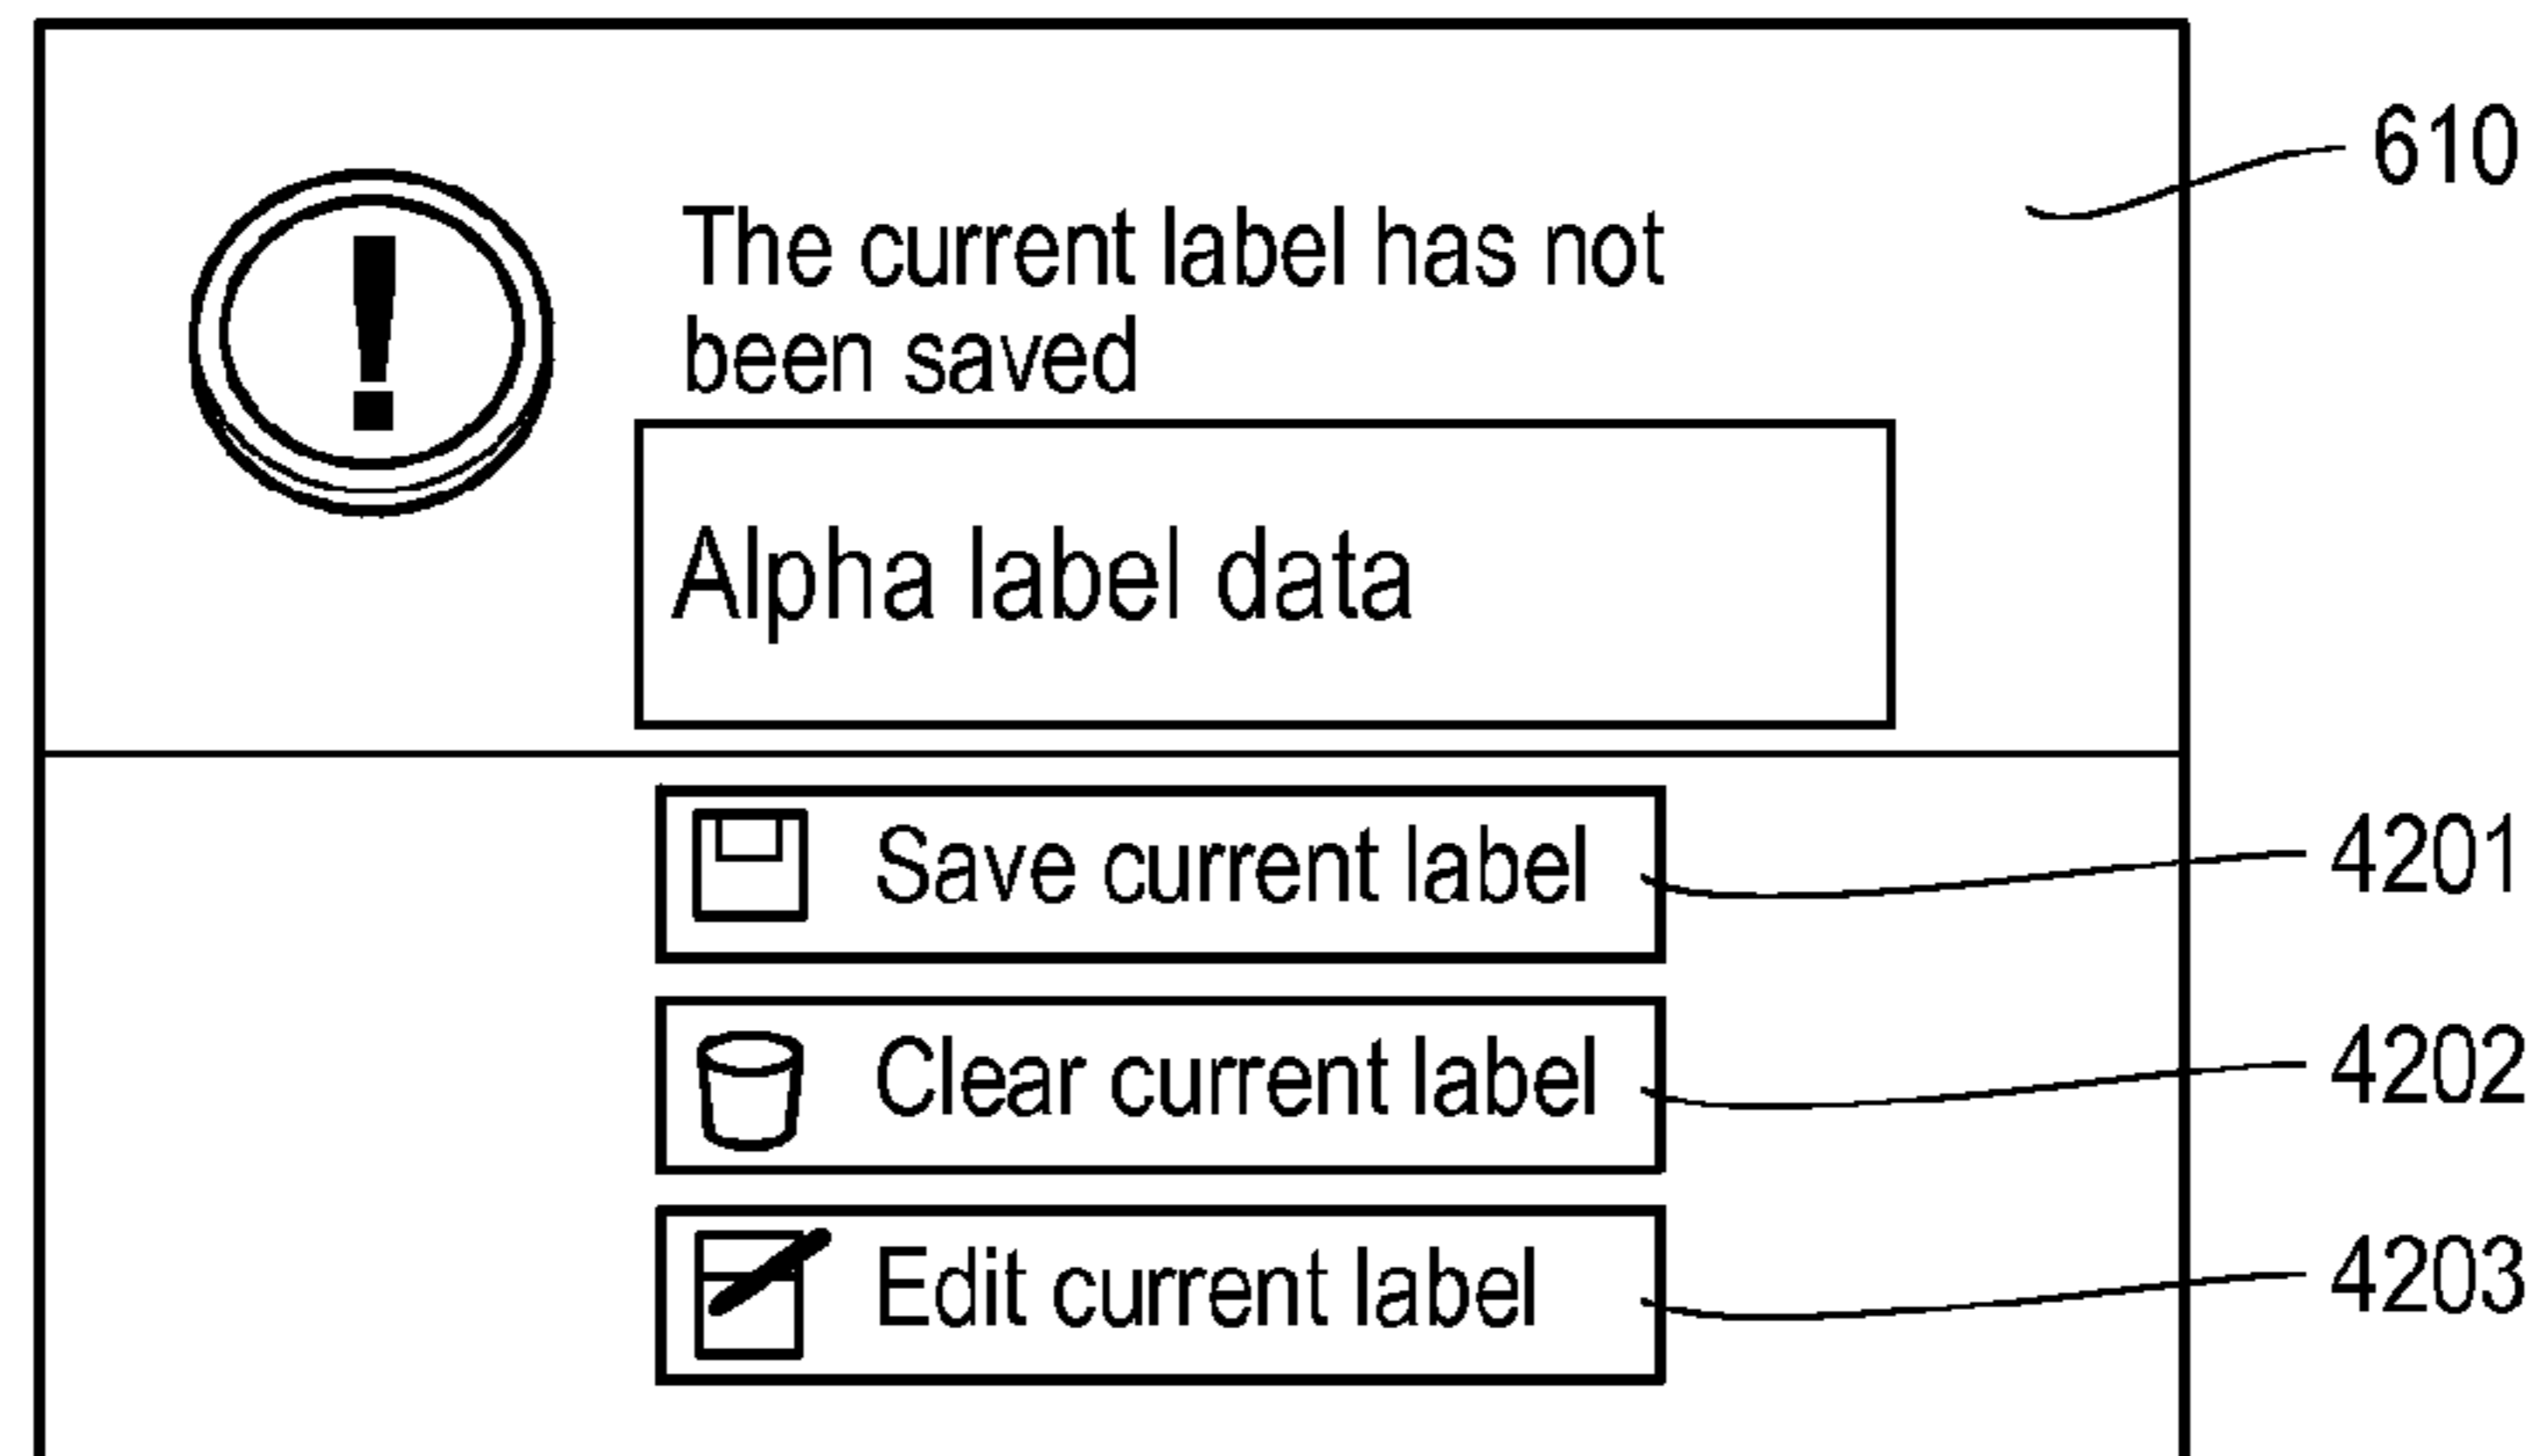 610
The current label has not
been saved
Alpha label data
Save current label 4201
Clear current label 4202
Edit current label 4203